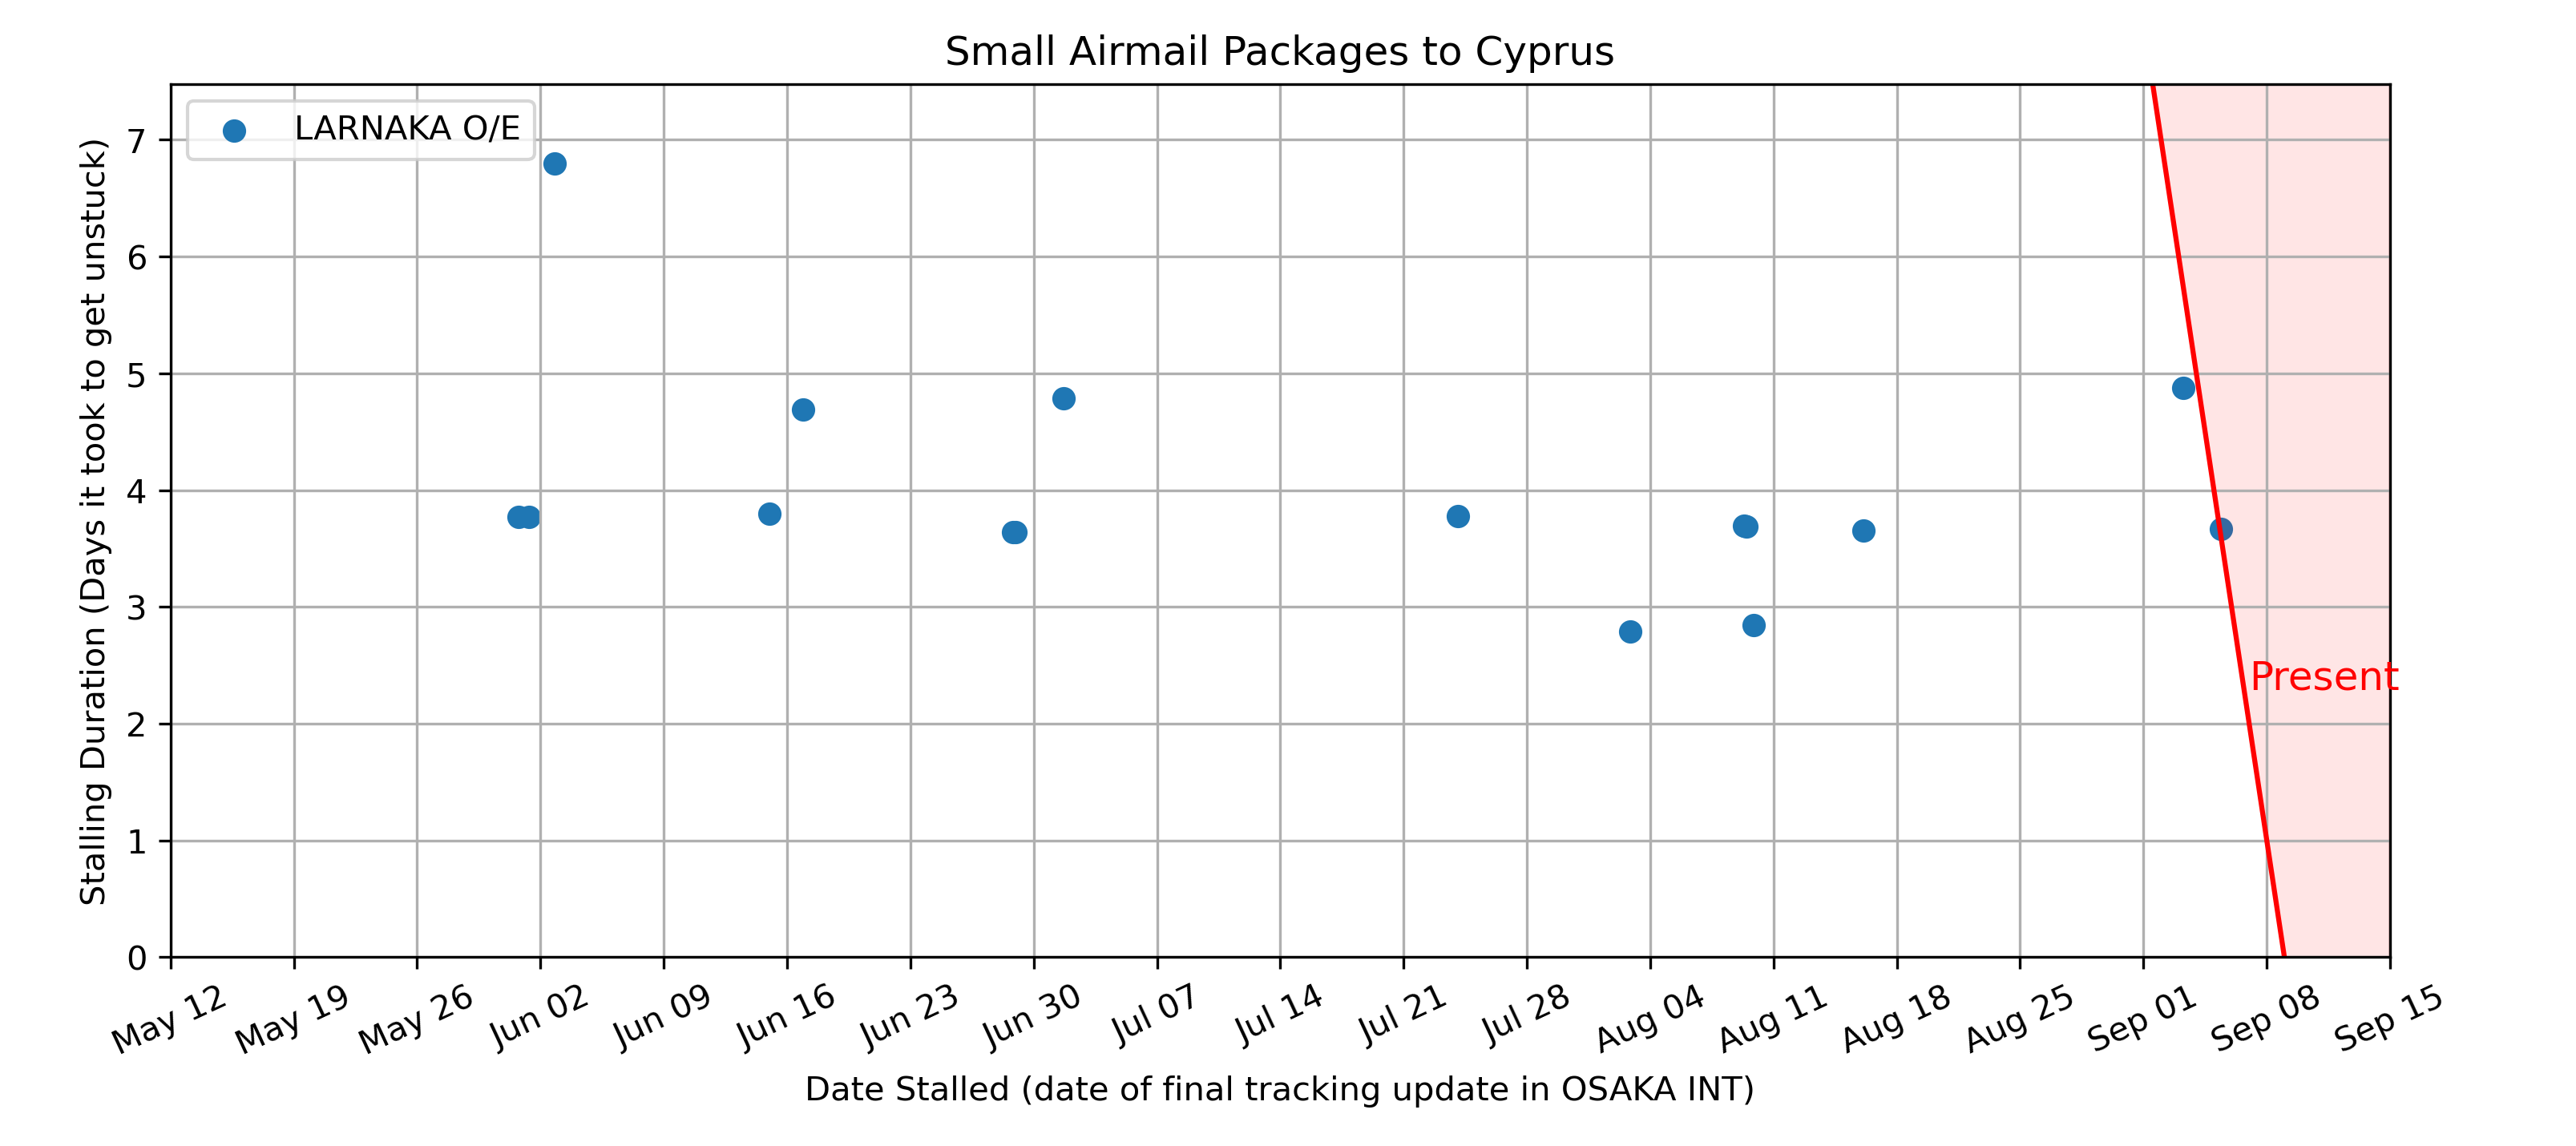 Small Airmail Packages to Cyprus
LARNAKA O/E
Stalling Duration (Days it took to get unstuck)
7
6
5
4
3
2
1
0
Present
May 12
May 19
May 26
Jun 02
Jun 09
Jun 16
Jun 23
Jun 30
Jul 07
Jul 14
Jul 21
Jul 28
Aug 04
Aug 11
Aug 18
Aug 25
Sep 01
Sep 08
Sep 15
Date Stalled (date of final tracking update in OSAKA INT)